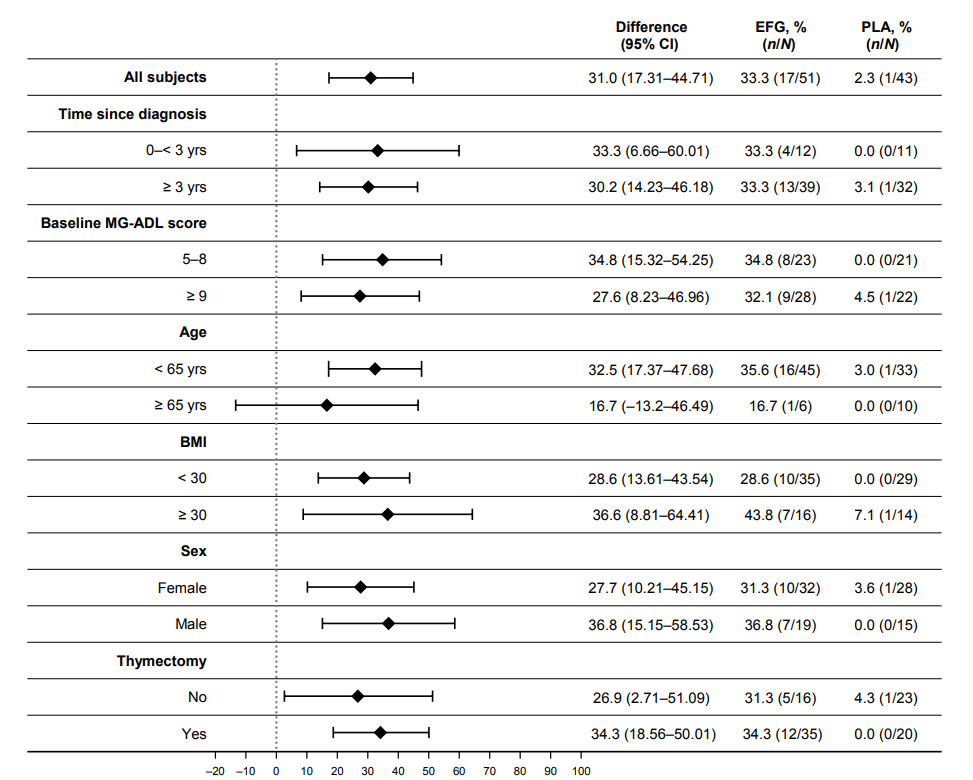 Difference EFG, % PLA, %
(95% CI) (n/N) (n/N)
All subjects 31.0 (17.31–44.71) 33.3 (17/51) 2.3 (1/43)
Time since diagnosis
0–< 3 yrs 33.3 (6.66–60.01) 33.3 (4/12) 0.0 (0/11)
≥ 3 yrs 30.2 (14.23–46.18) 33.3 (13/39) 3.1 (1/32)
Baseline MG-ADL score
5–8 34.8 (15.32–54.25) 34.8 (8/23) 0.0 (0/21)
≥ 9 27.6 (8.23–46.96) 32.1 (9/28) 4.5 (1/22)
Age
< 65 yrs 32.5 (17.37–47.68) 35.6 (16/45) 3.0 (1/33)
≥ 65 yrs 16.7 (–13.2–46.49) 16.7 (1/6) 0.0 (0/10)
BMI
< 30 28.6 (13.61–43.54) 28.6 (10/35) 0.0 (0/29)
≥ 30 36.6 (8.81–64.41) 43.8 (7/16) 7.1 (1/14)
Sex
Female 27.7 (10.21–45.15) 31.3 (10/32) 3.6 (1/28)
Male 36.8 (15.15–58.53) 36.8 (7/19) 0.0 (0/15)
Thymectomy
No 26.9 (2.71–51.09) 31.3 (5/16) 4.3 (1/23)
Yes 34.3 (18.56–50.01) 34.3 (12/35) 0.0 (0/20)
–20 –10 0 10 20 30 40 50 60 70 80 90 100